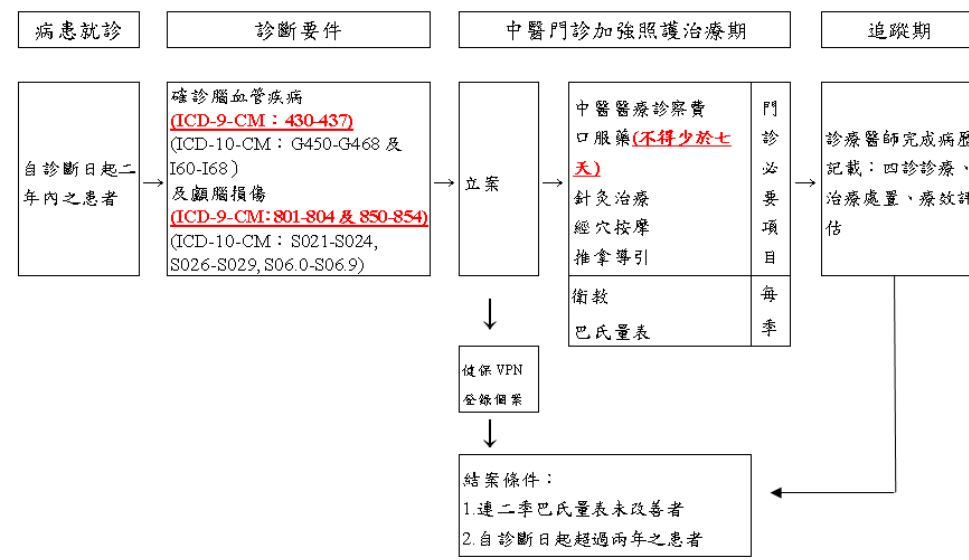 病患就診
診斷要件
中醫門診加強照護治療期
追蹤期
自診斷日起二
年內之患者
→
確診腦血管疾病
(ICD-9-CM：430-437)
(ICD-10-CM：G450-G468 及
I60-I68)
及顱腦損傷
(ICD-9-CM:801-804 及 850-854)
(ICD-10-CM：S021-S024,
S026-S029, S06.0-S06.9)
→
立案
→
中醫醫療診察費
口服藥(不得少於七
天)
針灸治療
經穴按摩
推拿導引
門
診
必
要
項
目
衛教
巴氏量表
每
季
→
診療醫師完成病歷
記載：四診診療、
治療處置、療效評
估
健保 VPN
登錄個案
結案條件：
1.連二季巴氏量表未改善者
2.自診斷日起超過兩年之患者